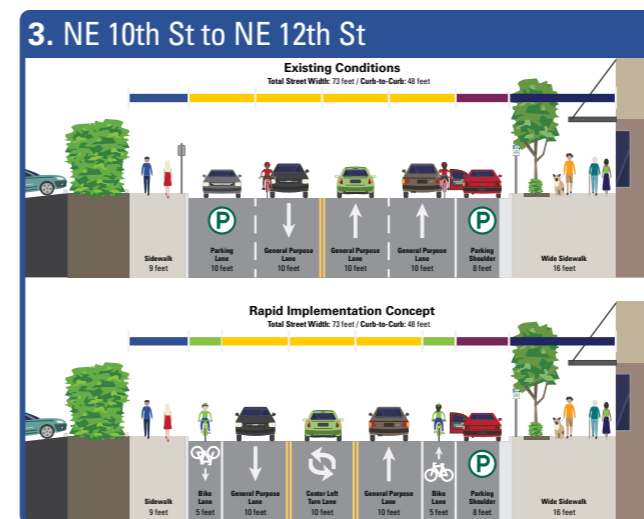 3. NE 10th St to NE 12th St
Existing Conditions
Total Street Width: 73 feet / Curb-to-Curb: 48 feet
P
P
Sidewalk
9 feet
Parking
Lane
10 feet
General Purpose
Lane
10 feet
General Purpose
Lane
10 feet
General Purpose
Lane
10 feet
Parking
Shoulder
8 feet
Wide Sidewalk
16 feet
Rapid Implementation Concept
Total Street Width: 73 feet / Curb-to-Curb: 48 feet
P
Sidewalk
9 feet
Bike
Lane
5 feet
General Purpose
Lane
10 feet
Center Left
Turn Lane
10 feet
General Purpose
Lane
10 feet
Bike
Lane
5 feet
Parking
Shoulder
8 feet
Wide Sidewalk
16 feet